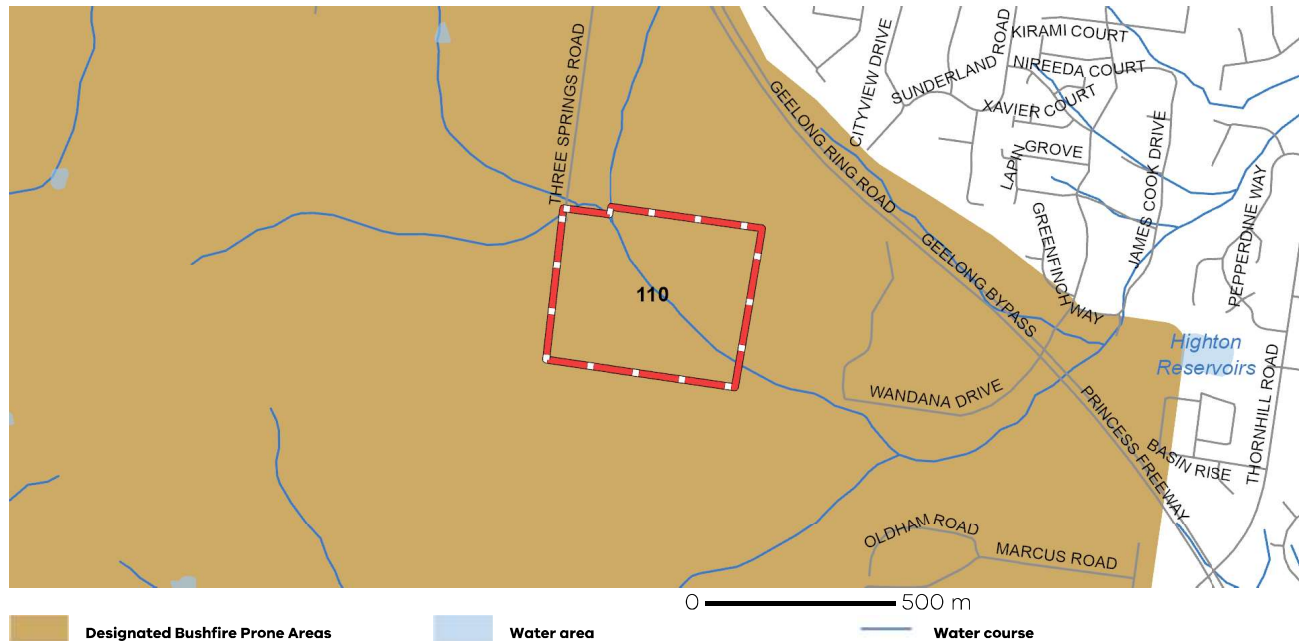 KIRAMI COURT
THREE SPRINGS ROAD
CITYVIEW DRIVE
SUNDERLAND ROAD
NIREEDA COURT
XAVIER COURT
GEELONG RING ROAD
LAPIN GROVE
JAMES COOK DRIVE
PEPPERDINE WAY
GREENFINCH WAY
GEELONG BYPASS
110
Highton
Reservoirs
WANDANA DRIVE
PRINCESS FREEWAY
THORNHILL ROAD
BASIN RISE
OLDHAM ROAD
MARCUS ROAD
0 500 m
Designated Bushfire Prone Areas Water area Water course